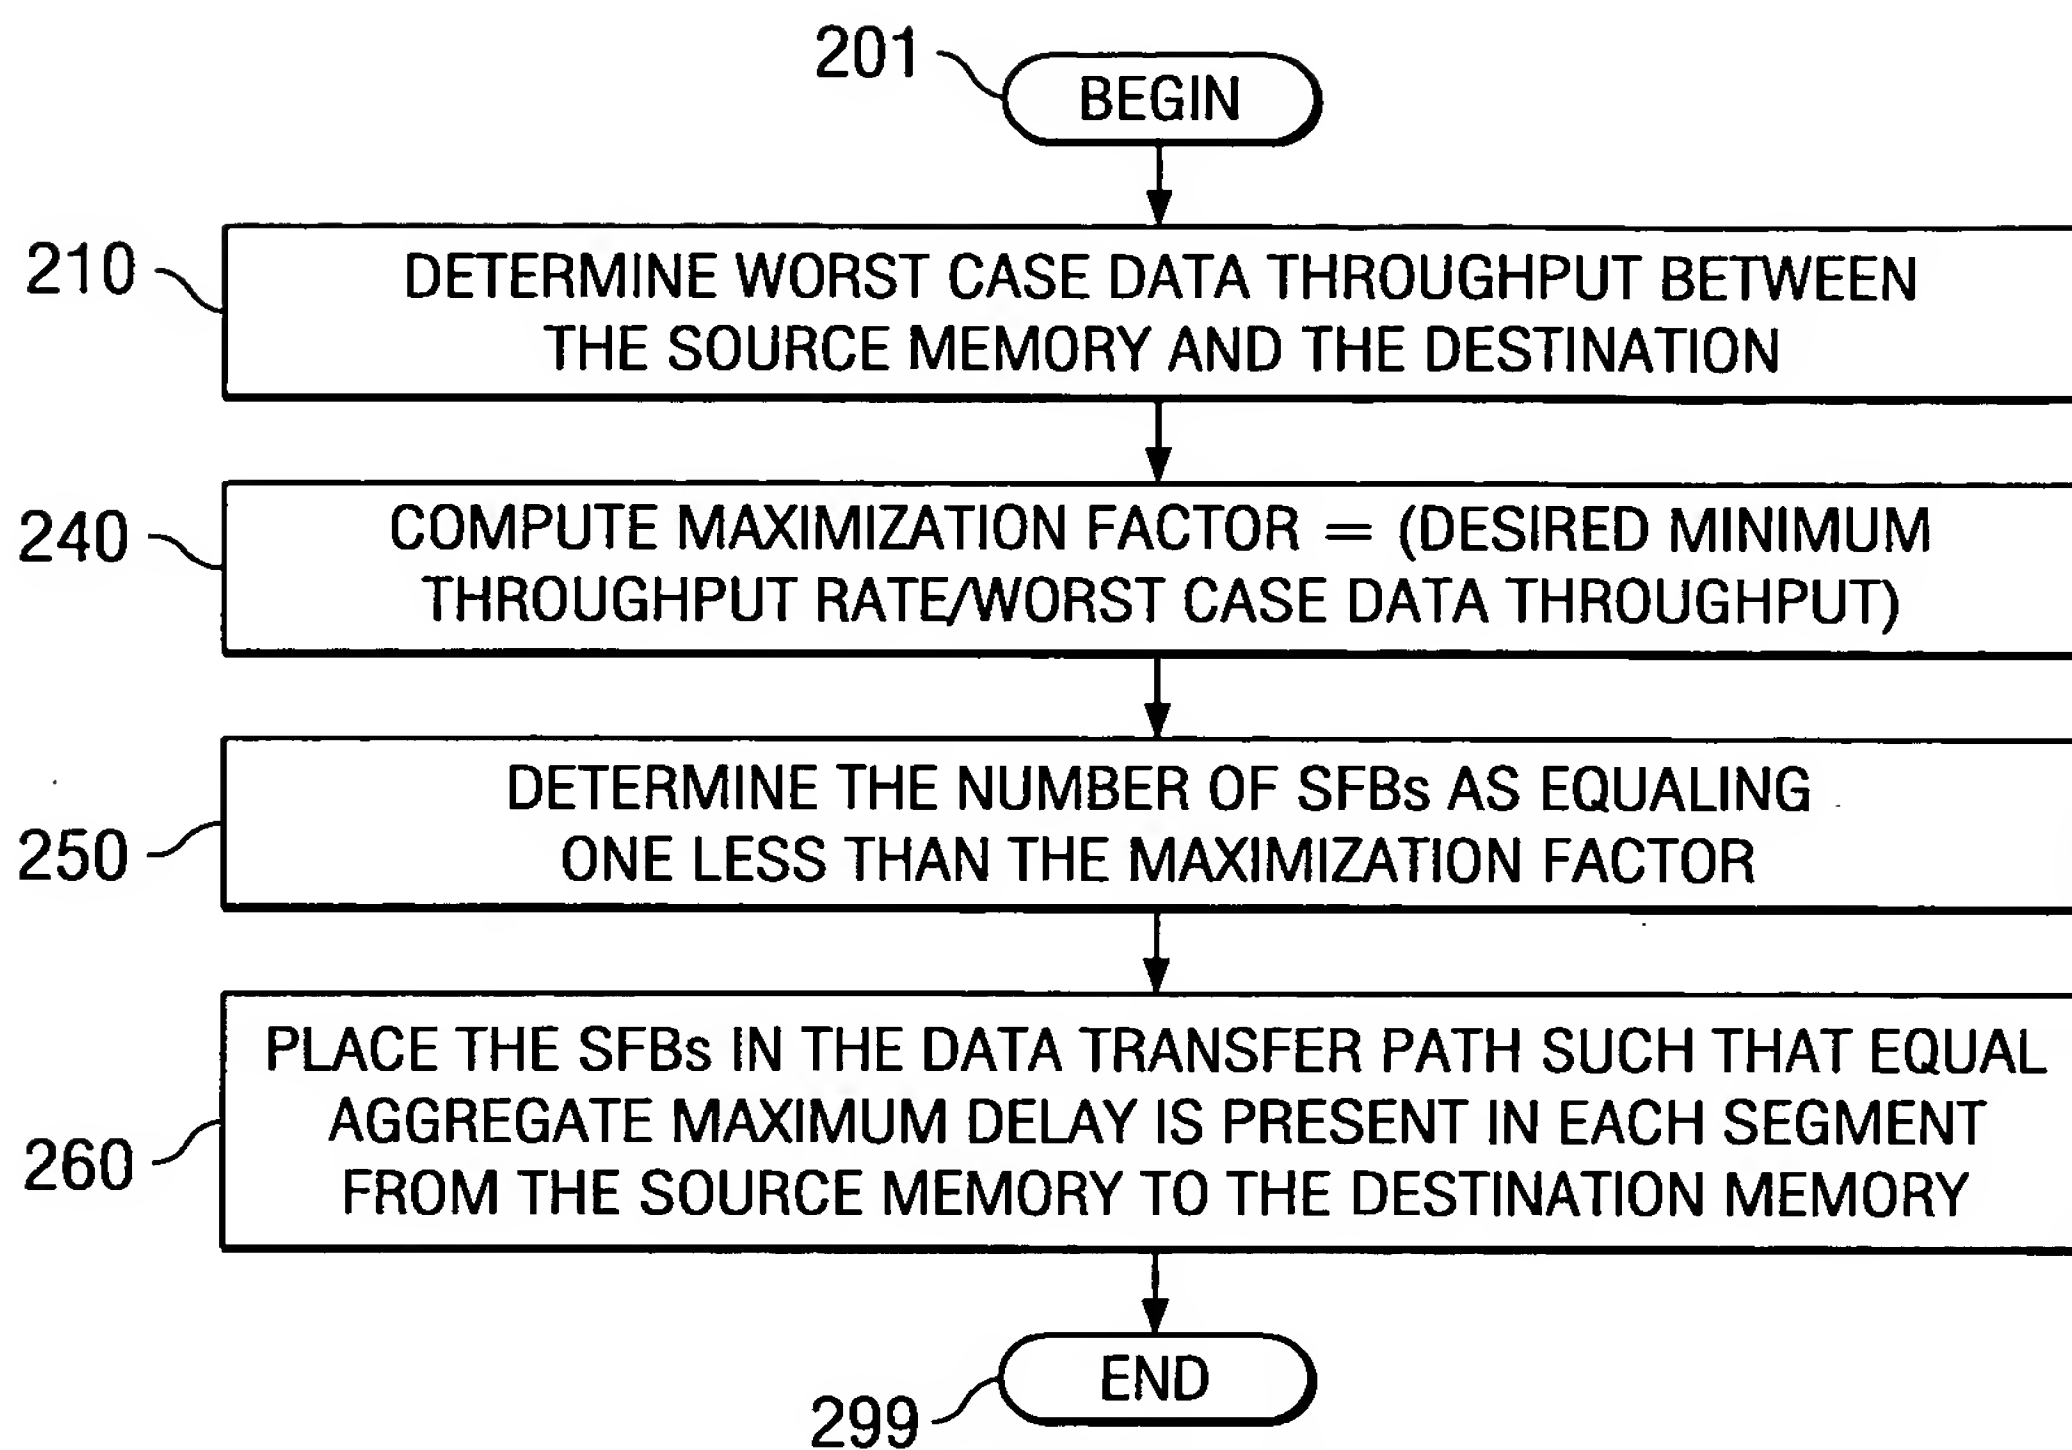 201
BEGIN
210
DETERMINE WORST CASE DATA THROUGHPUT BETWEEN
THE SOURCE MEMORY AND THE DESTINATION
240
COMPUTE MAXIMIZATION FACTOR = (DESIRED MINIMUM
THROUGHPUT RATE/WORST CASE DATA THROUGHPUT)
250
DETERMINE THE NUMBER OF SFBs AS EQUALING
ONE LESS THAN THE MAXIMIZATION FACTOR
260
PLACE THE SFBs IN THE DATA TRANSFER PATH SUCH THAT EQUAL
AGGREGATE MAXIMUM DELAY IS PRESENT IN EACH SEGMENT
FROM THE SOURCE MEMORY TO THE DESTINATION MEMORY
END
299